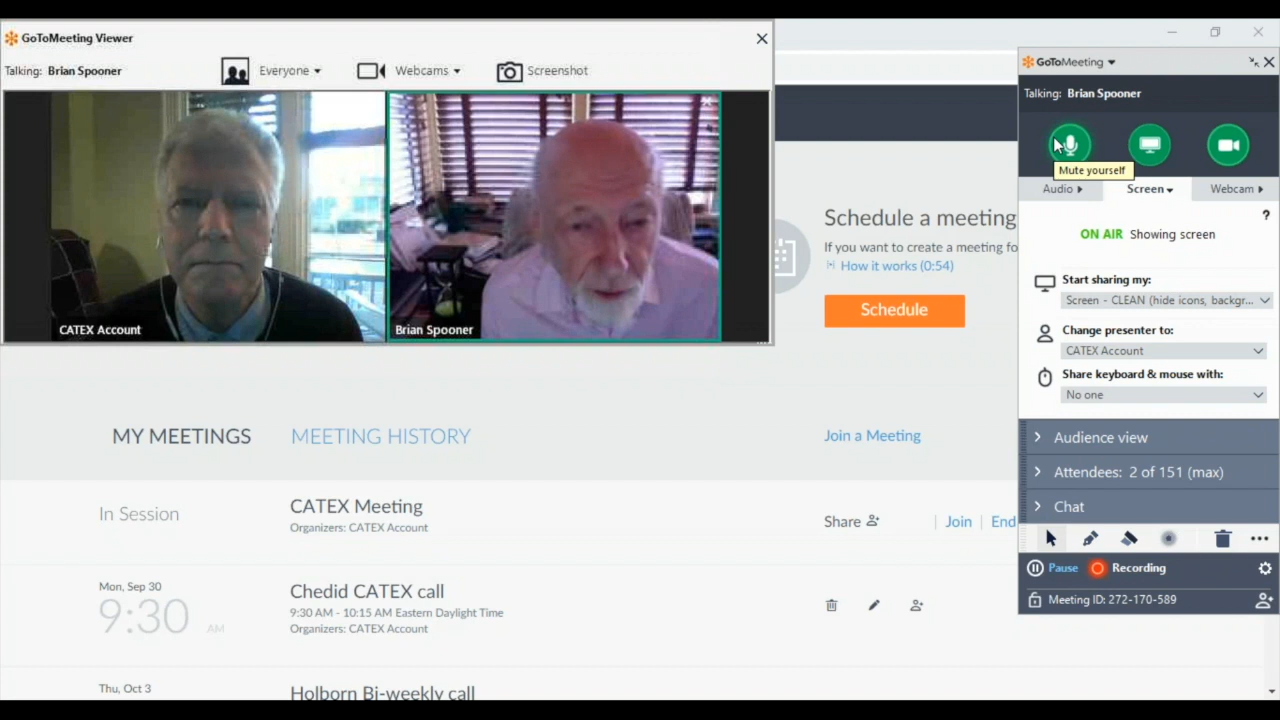 GoToMeeting Viewer
Talking: Brian Spooner
Everyone
Webcams
Screenshot
CATEX Account
Brian Spooner
GoToMeeting
Talking: Brian Spooner
Mute yourself
Audio
Screen
Webcam
?
ON AIR Showing screen
Start sharing my:
Screen - CLEAN (hide icons, backgr...
Change presenter to:
CATEX Account
Share keyboard & mouse with:
No one
Audience view
Attendees: 2 of 151 (max)
Chat
Pause
Recording
Meeting ID: 272-170-589
Schedule a meeting
If you want to create a meeting fo
How it works (0:54)
Schedule
MY MEETINGS
MEETING HISTORY
Join a Meeting
In Session
CATEX Meeting
Organizers: CATEX Account
Share
Join
End
Mon, Sep 30
9:30 AM
Chedid CATEX call
9:30 AM - 10:15 AM Eastern Daylight Time
Organizers: CATEX Account
Thu, Oct 3
Holborn Bi-weekly call